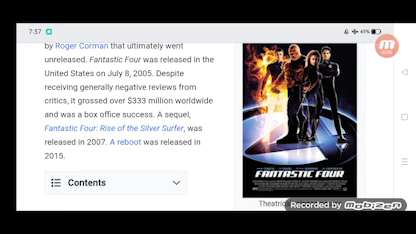 7:37
45%
by Roger Corman that ultimately went
unreleased. Fantastic Four was released in the
United States on July 8, 2005. Despite
receiving generally negative reviews from
critics, it grossed over $333 million worldwide
and was a box office success. A sequel,
Fantastic Four: Rise of the Silver Surfer, was
released in 2007. A reboot was released in
2015.
Contents
FANTASTIC FOUR
Recorded by MOBIZEN